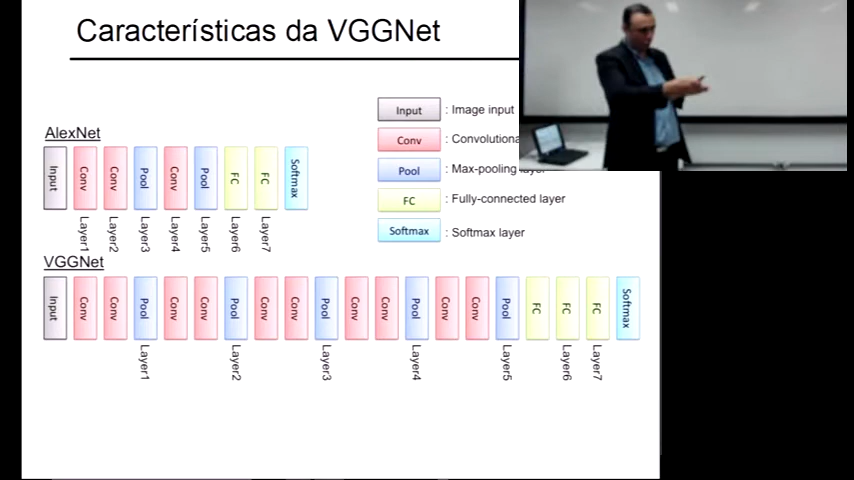 Características da VGGNet
Input : Image input
Conv : Convolutiona
Pool : Max-pooling layer
FC : Fully-connected layer
Softmax : Softmax layer
AlexNet
Input Conv Conv Pool Conv Pool FC FC Softmax
Layer1 Layer2 Layer3 Layer4 Layer5 Layer6 Layer7
VGGNet
Input Conv Conv Pool Conv Conv Pool Conv Conv Pool Conv Conv Pool Conv Conv Pool FC FC FC Softmax
Layer1 Layer2 Layer3 Layer4 Layer5 Layer6 Layer7